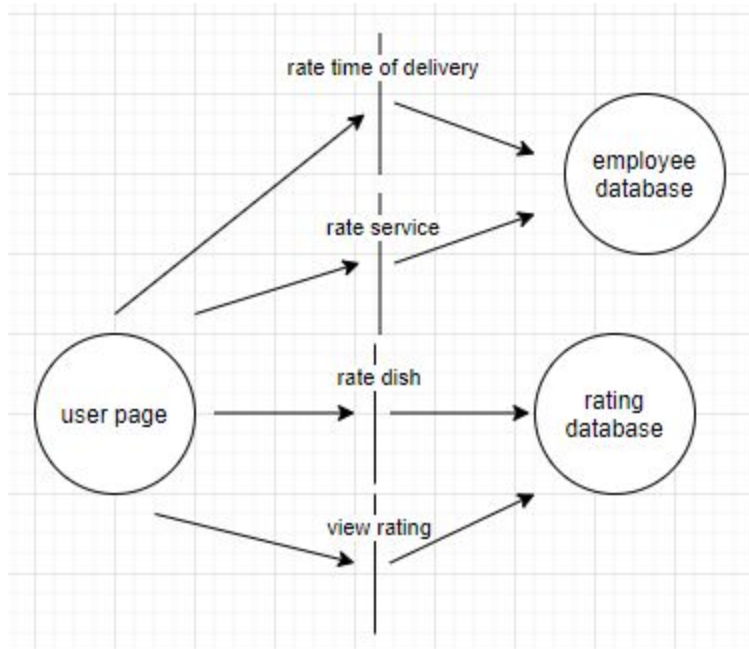 rate time of delivery
employee
database
rate service
rate dish
user page
rating
database
view rating